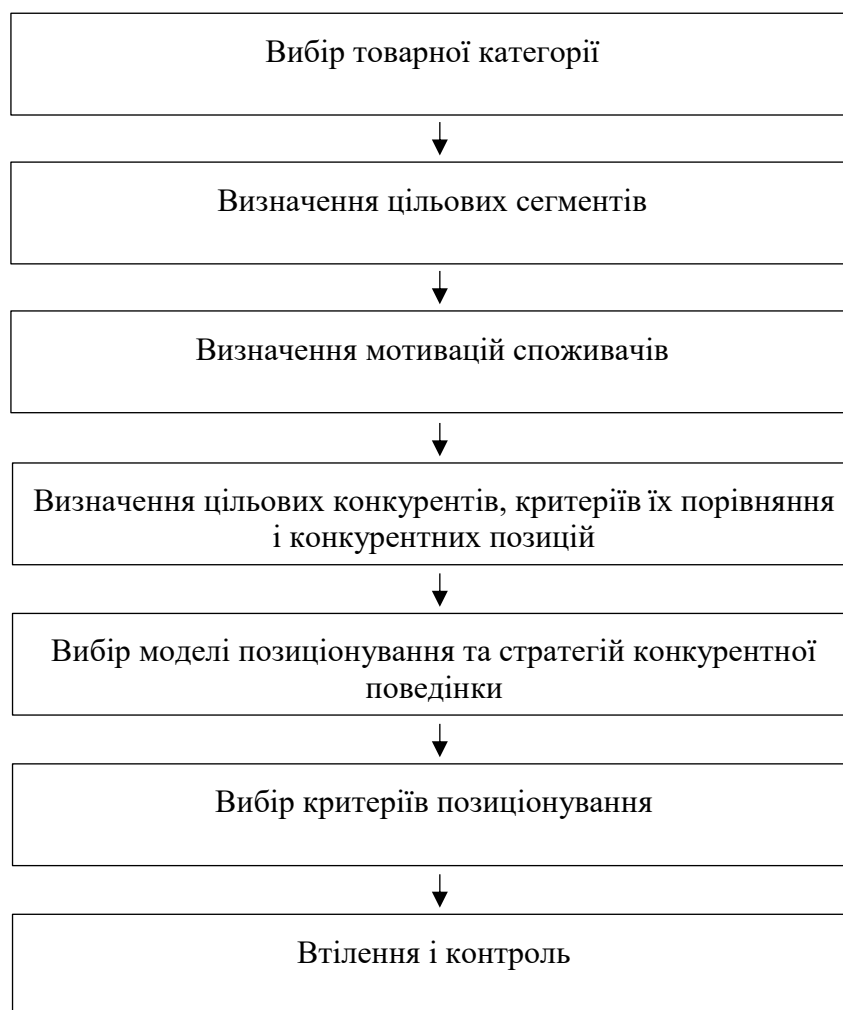 Вибір товарної категорії
Визначення цільових сегментів
Визначення мотивацій споживачів
Визначення цільових конкурентів, критеріїв їх порівняння
і конкурентних позицій
Вибір моделі позиціонування та стратегій конкурентної
поведінки
Вибір критеріїв позиціонування
Втілення і контроль